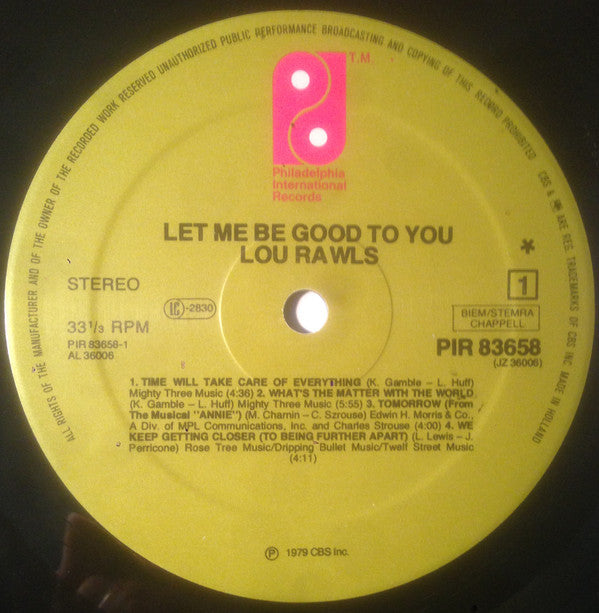 ALL RIGHTS OF THE MANUFACTURER AND OF THE OWNER OF THE RECORDED WORK RESERVED UNAUTHORIZED PUBLIC PERFORMANCE BROADCASTING AND COPYING OF THIS RECORD PROHIBITED. CBS & ARE REG. TRADEMARKS OF CBS INC MADE IN HOLLAND
T.M.
Philadelphia
International
Records
LET ME BE GOOD TO YOU
LOU RAWLS
STEREO
33 1/3 RPM
PIR 83658-1
AL 36006
-2830
*
1
BIEM/STEMRA
CHAPPELL
PIR 83658
(JZ 36006)
1. TIME WILL TAKE CARE OF EVERYTHING (K. Gamble – L. Huff)
Mighty Three Music (4:36) 2. WHAT'S THE MATTER WITH THE WORLD
(K. Gamble – L. Huff) Mighty Three Music (5:55) 3. TOMORROW (From
The Musical "ANNIE") (M. Charnin – C. Szrouse) Edwin H. Morris & Co.,
A Div. of MPL Communications, Inc. and Charles Strouse (4:00) 4. WE
KEEP GETTING CLOSER (TO BEING FURTHER APART) (L. Lewis – J.
Perricone) Rose Tree Music/Dripping Bullet Music/Twelf Street Music
(4:11)
Ⓟ 1979 CBS Inc.